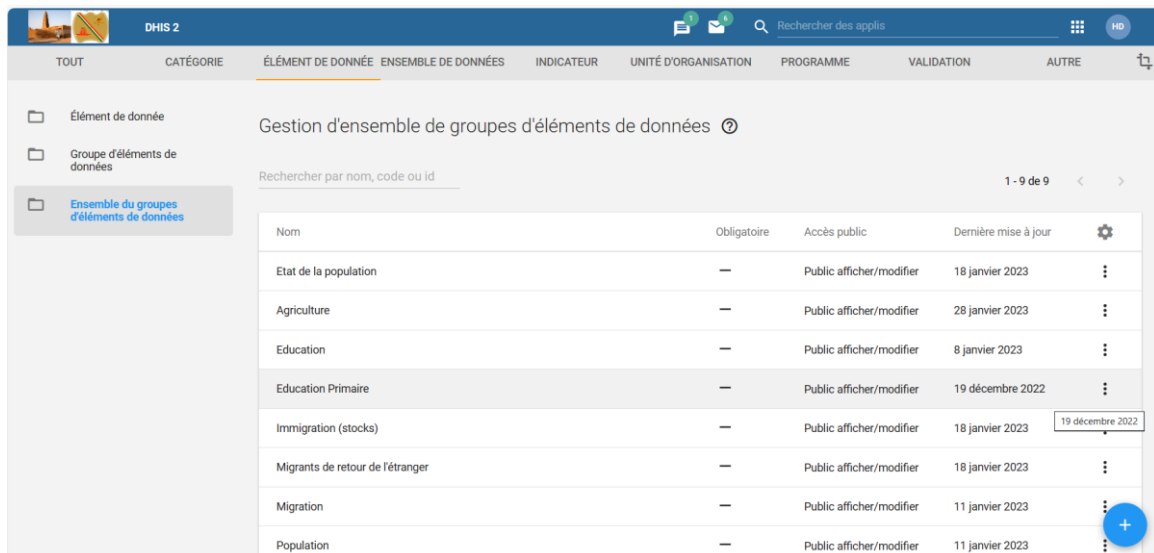 DHIS 2
1
6
Rechercher des applis
HD
TOUT CATÉGORIE ÉLÉMENT DE DONNÉE ENSEMBLE DE DONNÉES INDICATEUR UNITÉ D'ORGANISATION PROGRAMME VALIDATION AUTRE
Élément de donnée
Groupe d'éléments de
données
Ensemble du groupes
d'éléments de données
Gestion d'ensemble de groupes d'éléments de données ?
Rechercher par nom, code ou id
1 - 9 de 9 < >
Nom Obligatoire Accès public Dernière mise à jour
Etat de la population — Public afficher/modifier 18 janvier 2023
Agriculture — Public afficher/modifier 28 janvier 2023
Education — Public afficher/modifier 8 janvier 2023
Education Primaire — Public afficher/modifier 19 décembre 2022
19 décembre 2022
Immigration (stocks) — Public afficher/modifier 18 janvier 2023
Migrants de retour de l'étranger — Public afficher/modifier 18 janvier 2023
Migration — Public afficher/modifier 11 janvier 2023
+
Population — Public afficher/modifier 11 janvier 2023